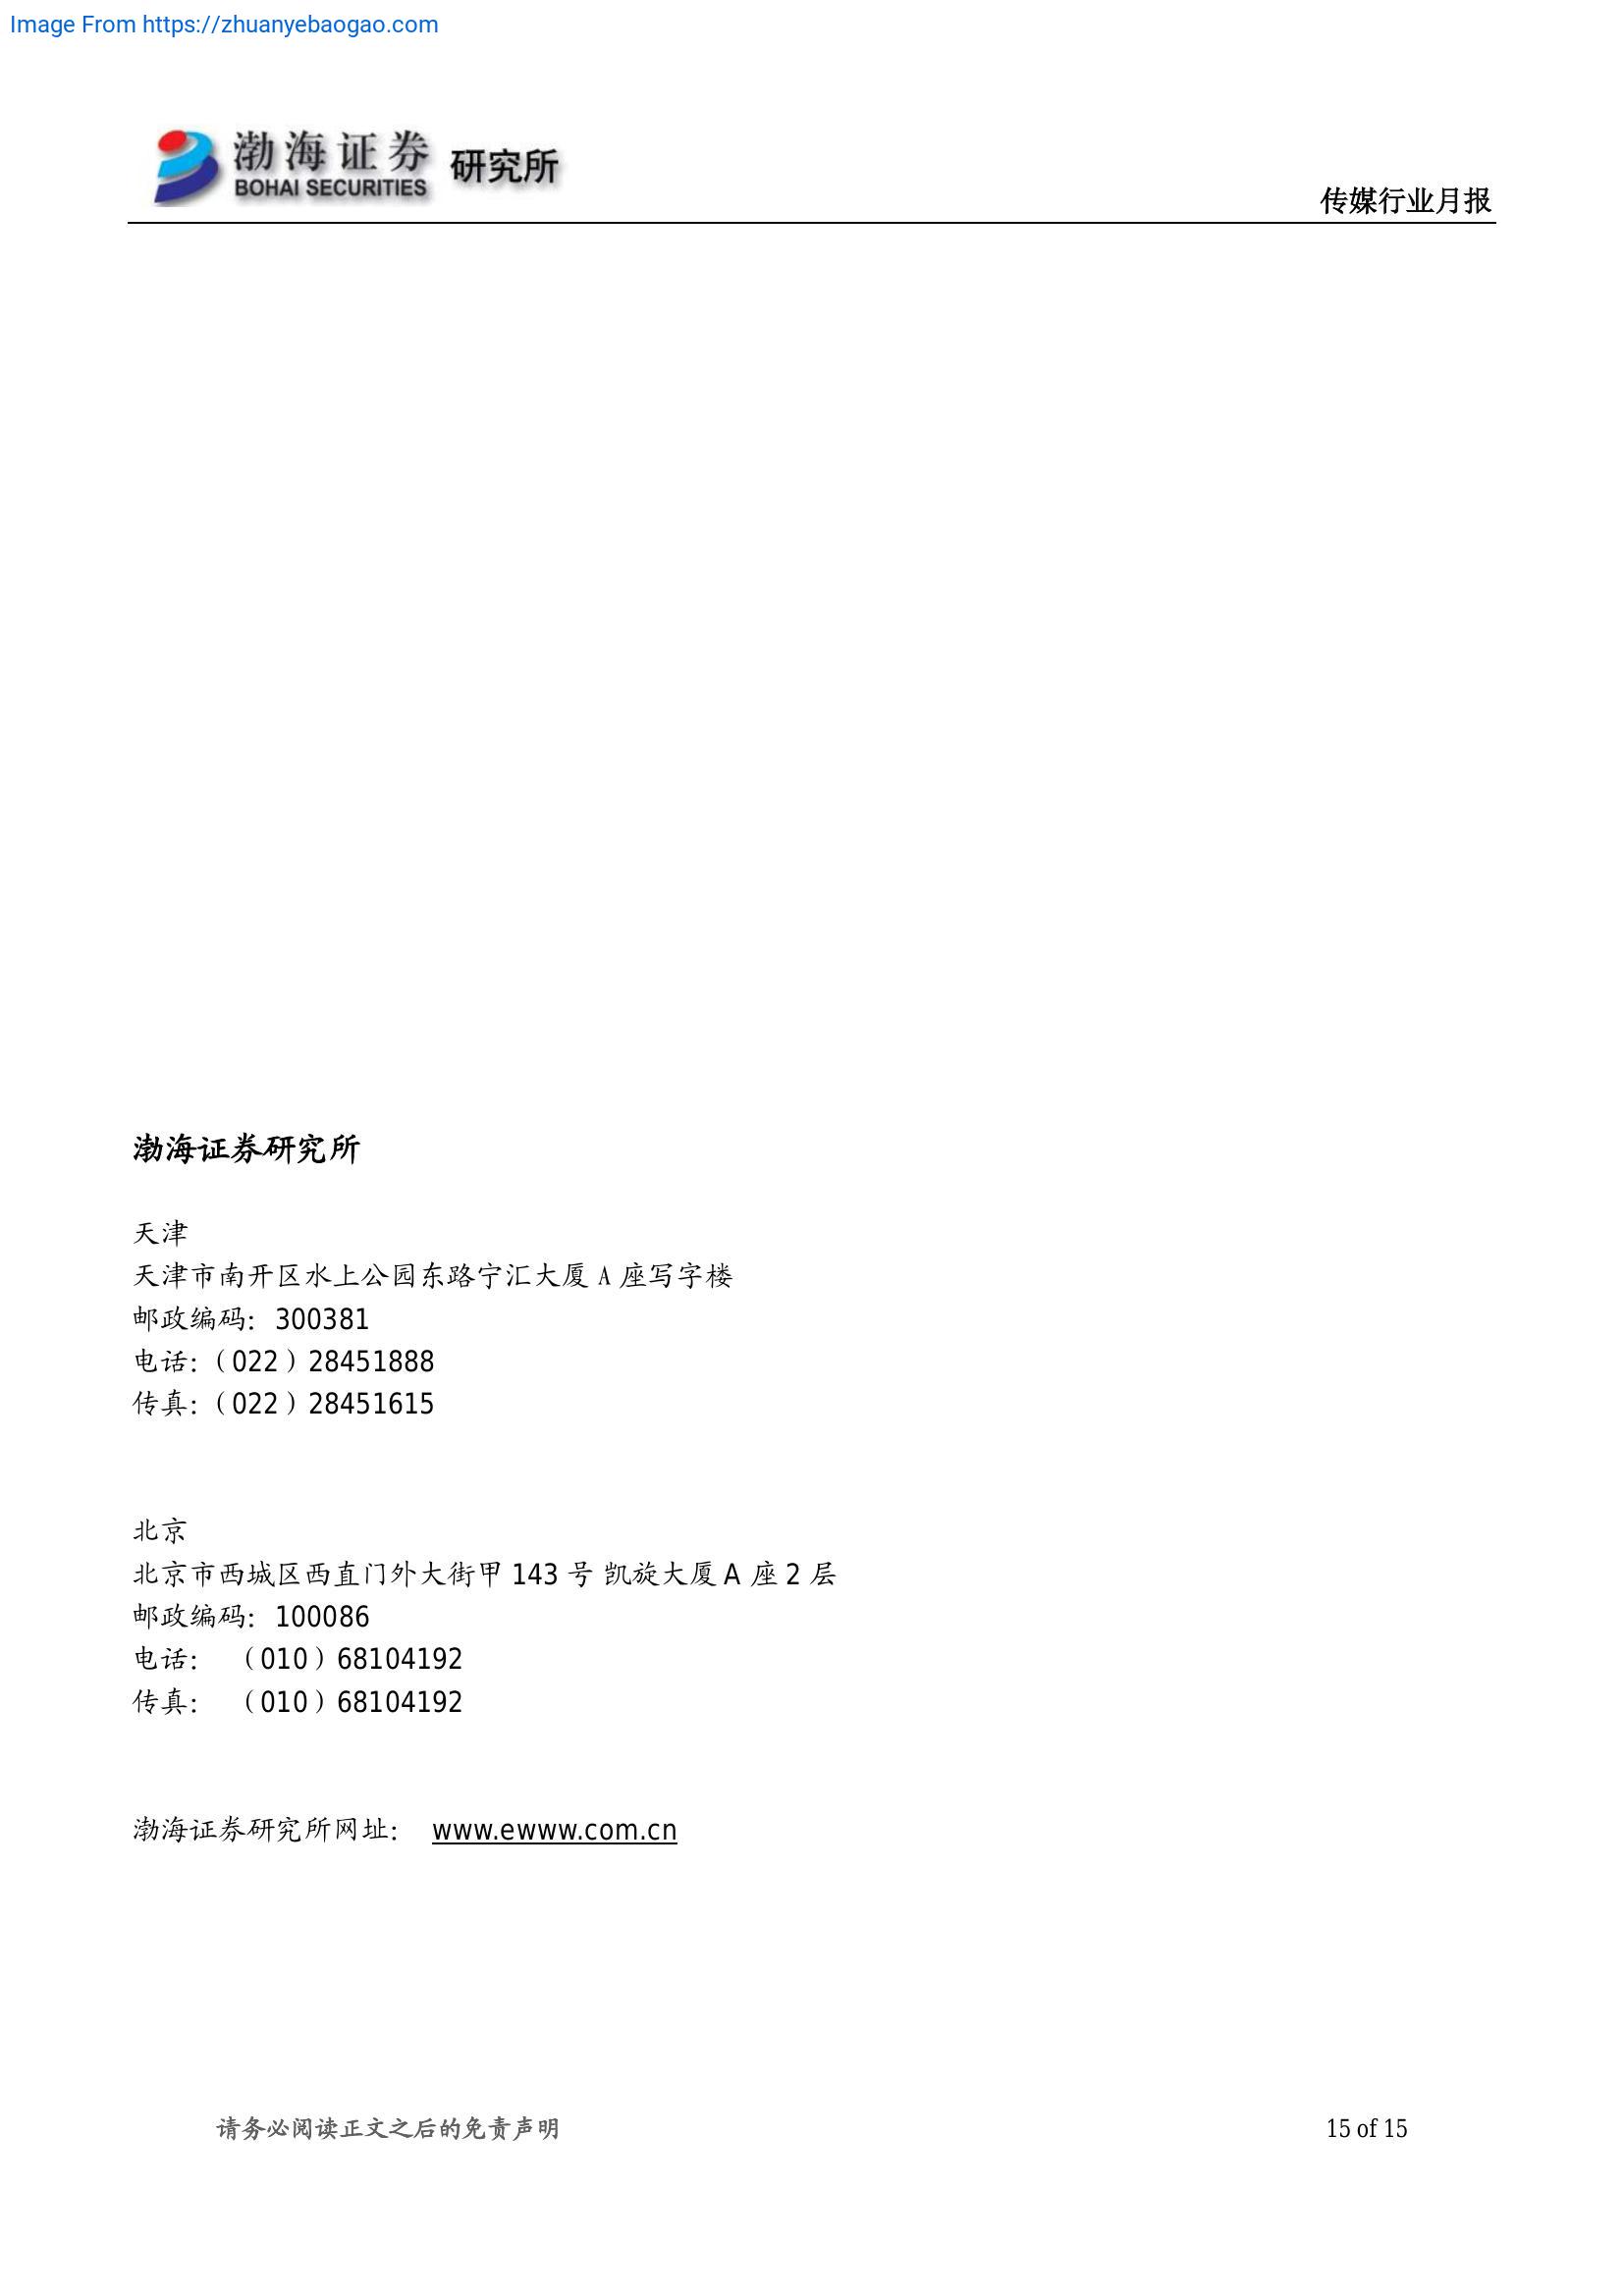 Image From https://zhuanyebaogao.com
渤海证券 研究所
BOHAI SECURITIES
传媒行业月报
渤海证券研究所
天津
天津市南开区水上公园东路宁汇大厦 A 座写字楼
邮政编码：300381
电话：（022）28451888
传真：（022）28451615
北京
北京市西城区西直门外大街甲 143 号 凯旋大厦 A 座 2 层
邮政编码：100086
电话： （010）68104192
传真： （010）68104192
渤海证券研究所网址： www.ewww.com.cn
请务必阅读正文之后的免责声明 15 of 15